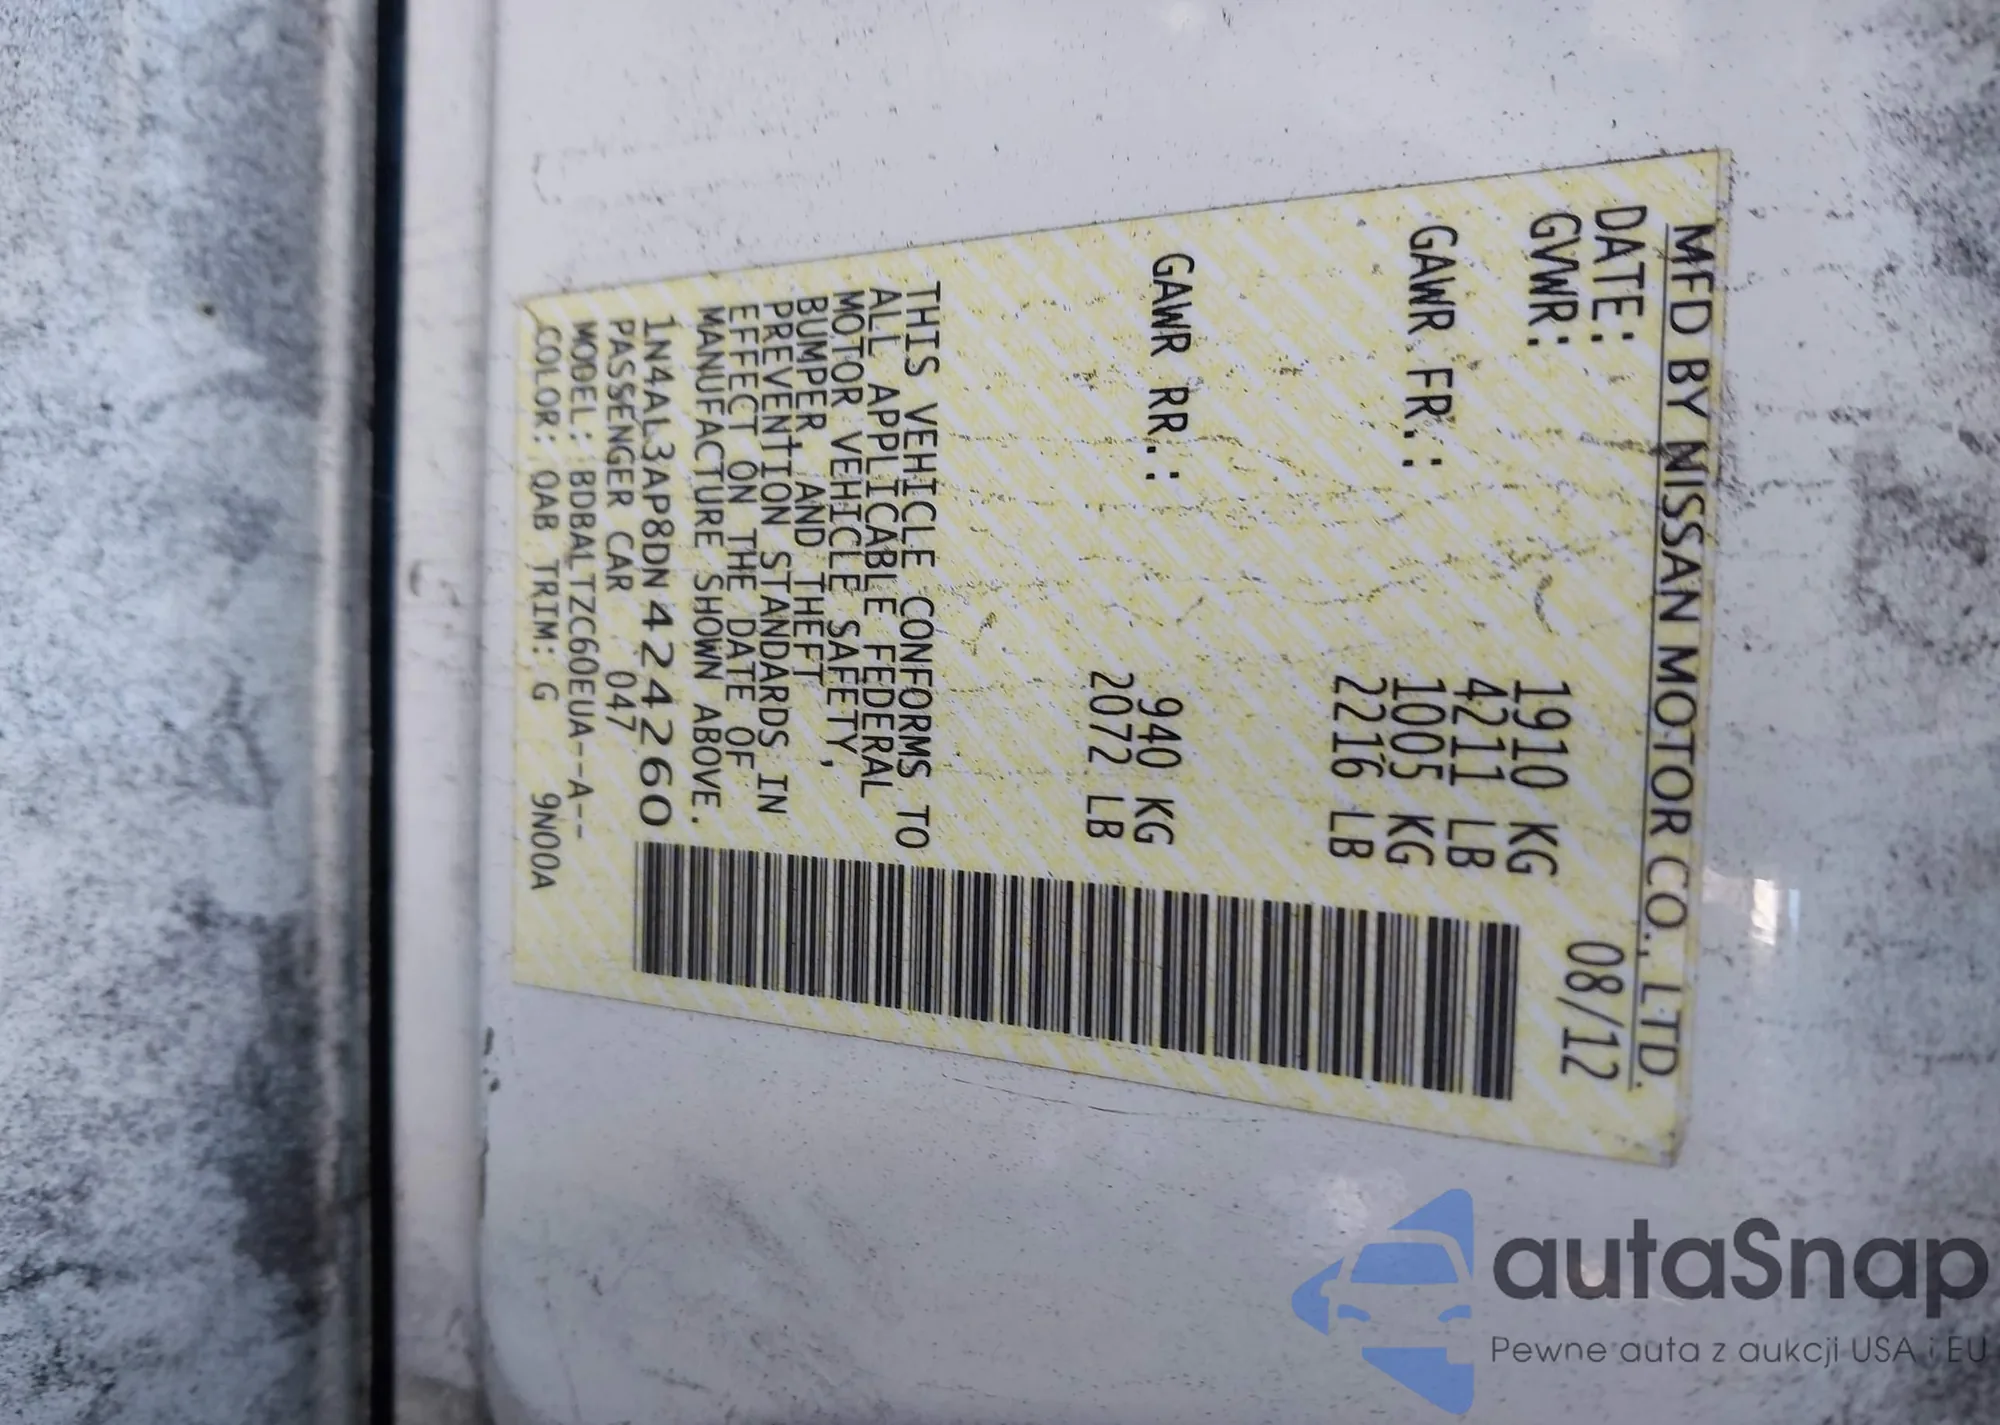 MFD BY NISSAN MOTOR CO., LTD.
DATE: 08/12
GVWR: 1910 KG
4211 LB
GAWR FR.: 1005 KG
2216 LB
GAWR RR.: 940 KG
2072 LB
THIS VEHICLE CONFORMS TO
ALL APPLICABLE FEDERAL
MOTOR VEHICLE SAFETY,
BUMPER, AND THEFT
PREVENTION STANDARDS IN
EFFECT ON THE DATE OF
MANUFACTURE SHOWN ABOVE.
1N4AL3AP8DN424260
PASSENGER CAR 047
MODEL: BDBALTZC60EUA--A--
COLOR: QAB TRIM: G 9N00A
autaSnap
Pewne auta z aukcji USA i EU